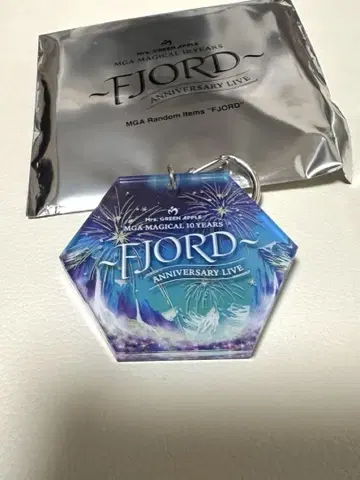 Mrs. GREEN APPLE
MGA MAGICAL 10 YEARS
~FJORD~
ANNIVERSARY LIVE
MGA Random Items "FJORD"
Mrs. GREEN APPLE
MGA MAGICAL 10 YEARS
~FJORD~
ANNIVERSARY LIVE